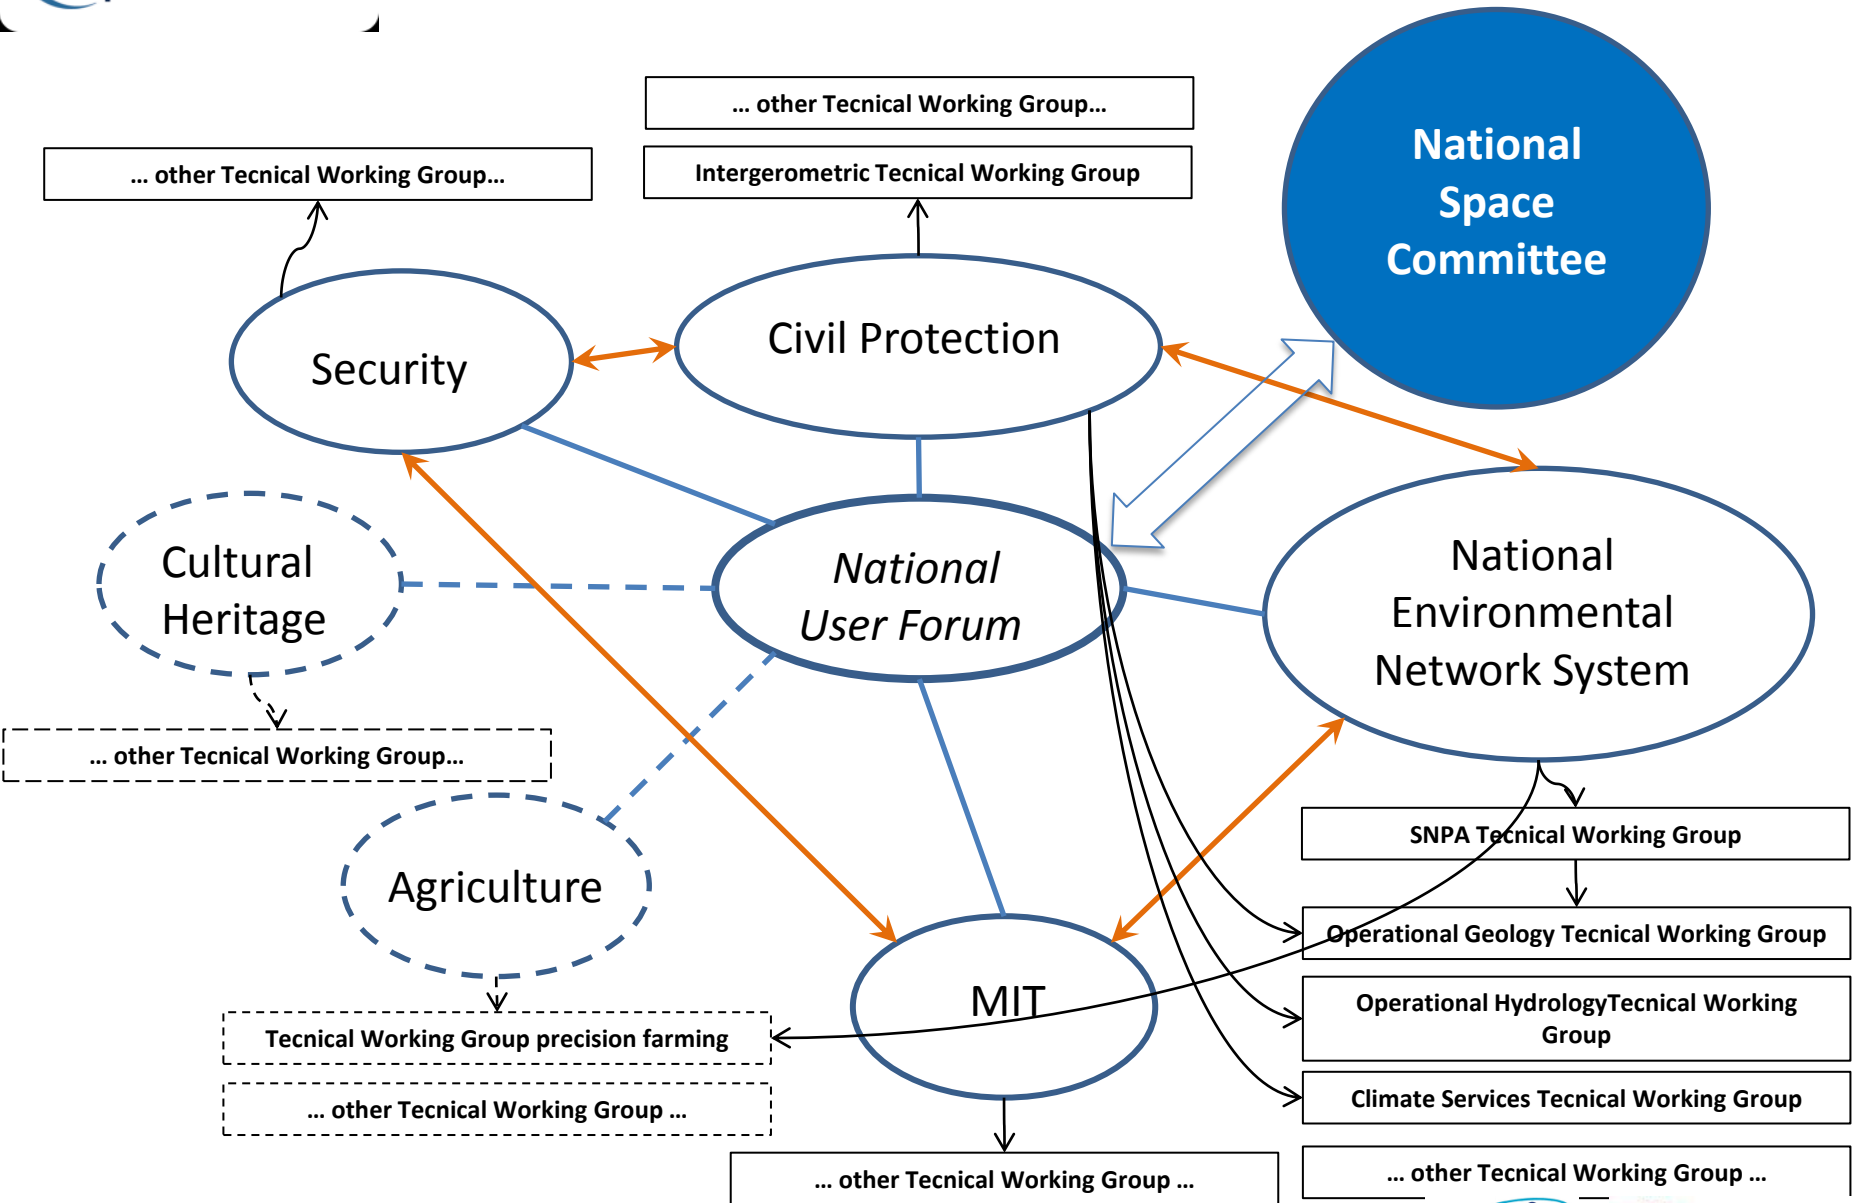 … other Tecnical Working Group…
Intergerometric Tecnical Working Group
… other Tecnical Working Group…
National
Space
Committee
Civil Protection
Security
National
User Forum
Cultural
Heritage
National
Environmental
Network System
… other Tecnical Working Group…
Agriculture
SNPA Tecnical Working Group
Operational Geology Tecnical Working Group
MIT
Operational HydrologyTecnical Working
Group
Tecnical Working Group precision farming
Climate Services Tecnical Working Group
… other Tecnical Working Group …
… other Tecnical Working Group …
… other Tecnical Working Group …